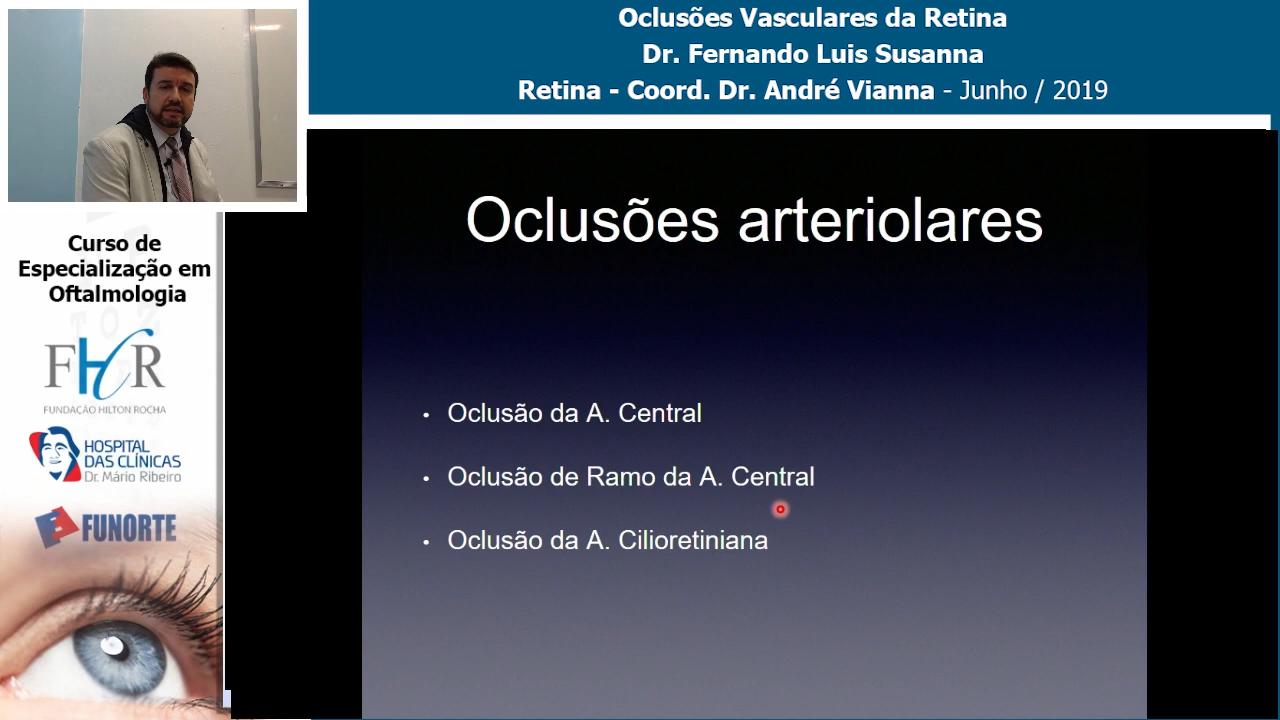 Oclusões Vasculares da Retina
Dr. Fernando Luis Susanna
Retina - Coord. Dr. André Vianna - Junho / 2019
Curso de
Especialização em
Oftalmologia
FHR
FUNDAÇÃO HILTON ROCHA
HOSPITAL
DAS CLÍNICAS
Dr. Mário Ribeiro
FUNORTE
Oclusões arteriolares
• Oclusão da A. Central
• Oclusão de Ramo da A. Central
• Oclusão da A. Cilioretiniana